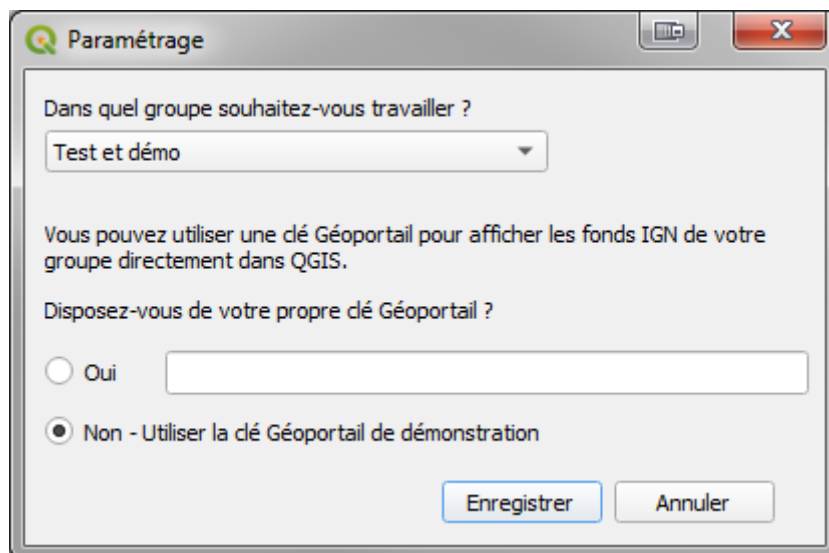 Paramétrage
Dans quel groupe souhaitez-vous travailler ?
Test et démo
Vous pouvez utiliser une clé Géoportail pour afficher les fonds IGN de votre
groupe directement dans QGIS.
Disposez-vous de votre propre clé Géoportail ?
Oui
Non - Utiliser la clé Géoportail de démonstration
Enregistrer
Annuler